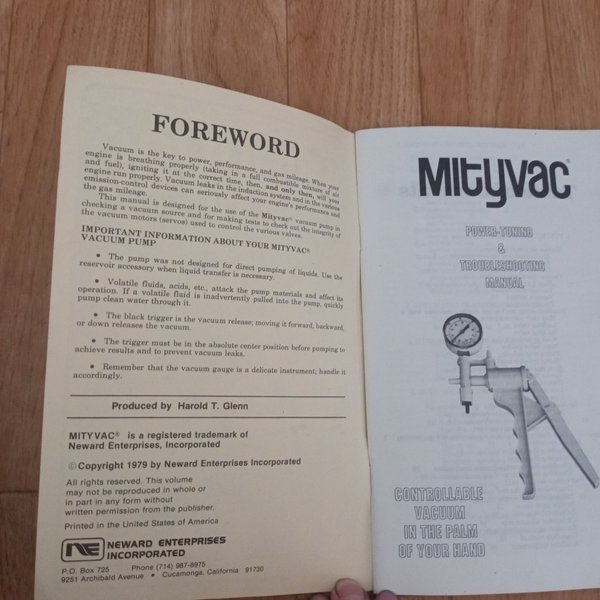 FOREWORD
Vacuum is the key to power, performance, and gas mileage. When your
engine is breathing properly (taking in a full combustible mixture of air
and fuel), igniting it at the correct time, then, and only then, will your
engine run properly. Vacuum leaks in the induction system and in the various
emission-control devices can seriously affect your engine's performance and
the gas mileage.
This manual is designed for the use of the Mityvac® vacuum pump in
checking a vacuum source and for making tests to check out the integrity of
the vacuum motors (servos) used to control the various valves.
IMPORTANT INFORMATION ABOUT YOUR MITYVAC®
VACUUM PUMP
● The pump was not designed for direct pumping of liquids. Use the
reservoir accessory when liquid transfer is necessary.
● Volatile fluids, acids, etc., attack the pump materials and affect its
operation. If a volatile fluid is inadvertently pulled into the pump, quickly
pump clean water through it.
● The black trigger is the vacuum release; moving it forward, backward,
or down releases the vacuum.
● The trigger must be in the absolute center position before pumping to
achieve results and to prevent vacuum leaks.
● Remember that the vacuum gauge is a delicate instrument; handle it
accordingly.
Produced by Harold T. Glenn
MITYVAC® is a registered trademark of
Neward Enterprises, Incorporated
© Copyright 1979 by Neward Enterprises Incorporated
All rights reserved. This volume
may not be reproduced in whole or
in part in any form without
written permission from the publisher.
Printed in the United States of America
NE NEWARD ENTERPRISES
INCORPORATED
P.O. Box 725 Phone (714) 987-8975
9251 Archibald Avenue ● Cucamonga, California 91730
Mityvac®
POWER-TUNING
&
TROUBLESHOOTING
MANUAL
CONTROLLABLE
VACUUM
IN THE PALM
OF YOUR HAND